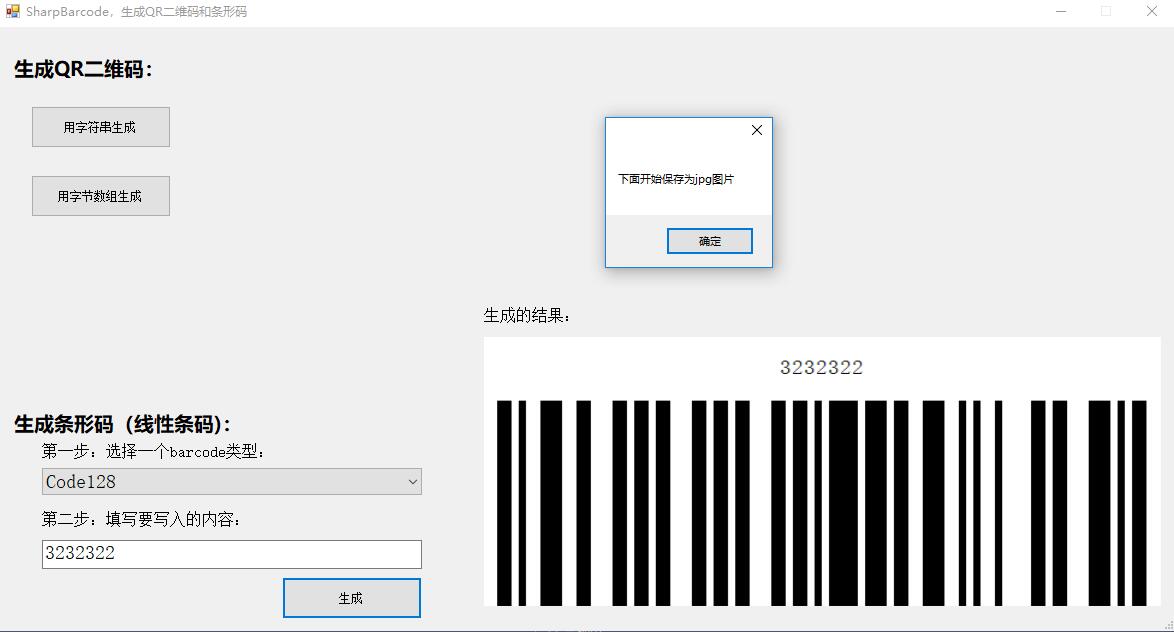 SharpBarcode，生成QR二维码和条形码
生成QR二维码：
用字符串生成
用字节数组生成
下面开始保存为jpg图片
确定
生成的结果：
3232322
生成条形码（线性条码）：
第一步：选择一个barcode类型：
Code128
第二步：填写要写入的内容：
3232322
生成